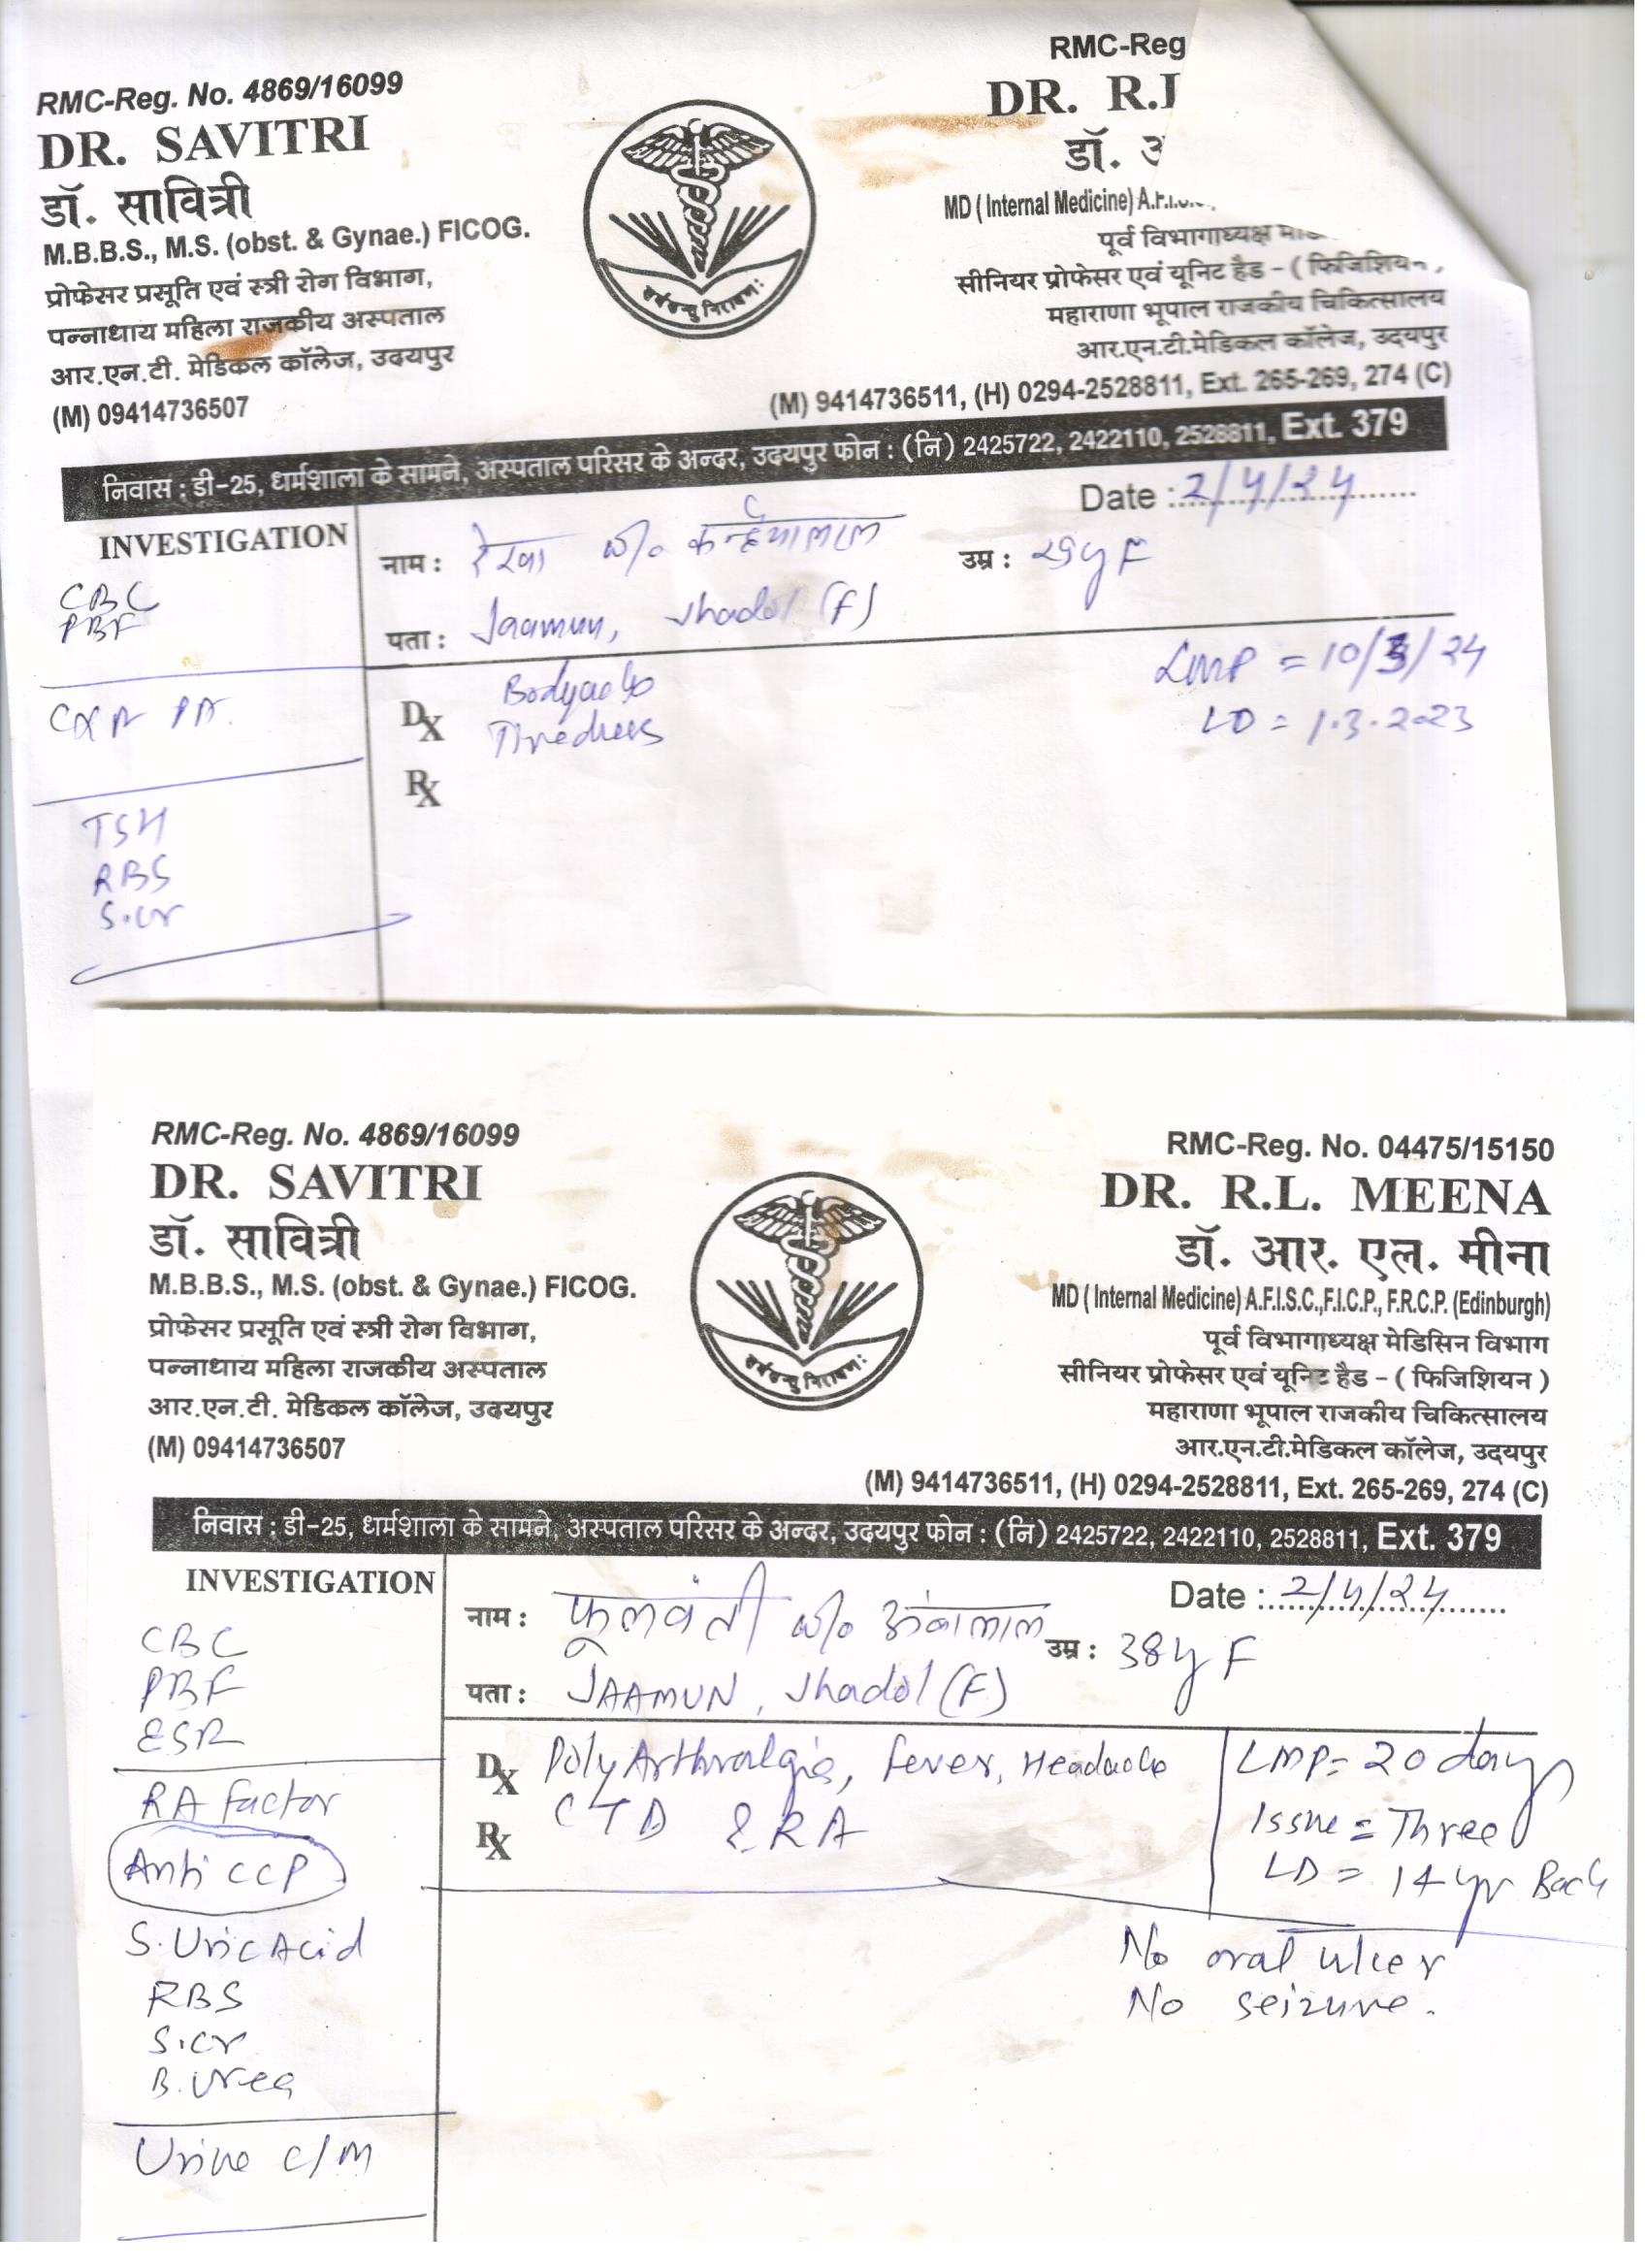 RMC-Reg. No. 4869/16099
DR. SAVITRI
डॉ. सावित्री
M.B.B.S., M.S. (obst. & Gynae.) FICOG.
प्रोफेसर प्रसूति एवं स्त्री रोग विभाग,
पन्नाधाय महिला राजकीय अस्पताल
आर.एन.टी. मेडिकल कॉलेज, उदयपुर
(M) 09414736507
RMC-Reg
DR. R.
डॉ.
MD ( Internal Medicine)
पूर्व विभागाध्यक्ष
सीनियर प्रोफेसर एवं यूनिट हैड - ( फिजिशियन
महाराणा भूपाल राजकीय चिकित्सालय
आर.एन.टी.मेडिकल कॉलेज, उदयपुर
(M) 9414736511, (H) 0294-2528811, Ext. 265-269, 274 (C)
निवास : डी-25, धर्मशाला के सामने, अस्पताल परिसर के अन्दर, उदयपुर फोन : (नि) 2425722, 2422110, 2528811, Ext. 379
Date : 2/4/24
INVESTIGATION
नाम : रेखा w/o कन्हैयालाल उम्र : 29y F
पता : Jaamun, Jhadol (F)
CBC
PBF
TSH
RBS
S.cr
Dx Bodyache
Rx
LMP = 10/3/24
LD = 1.3.2023
RMC-Reg. No. 4869/16099
DR. SAVITRI
डॉ. सावित्री
M.B.B.S., M.S. (obst. & Gynae.) FICOG.
प्रोफेसर प्रसूति एवं स्त्री रोग विभाग,
पन्नाधाय महिला राजकीय अस्पताल
आर.एन.टी. मेडिकल कॉलेज, उदयपुर
(M) 09414736507
RMC-Reg. No. 04475/15150
DR. R.L. MEENA
डॉ. आर. एल. मीना
MD ( Internal Medicine) A.F.I.S.C.,F.I.C.P., F.R.C.P. (Edinburgh)
पूर्व विभागाध्यक्ष मेडिसिन विभाग
सीनियर प्रोफेसर एवं यूनिट हैड - ( फिजिशियन )
महाराणा भूपाल राजकीय चिकित्सालय
आर.एन.टी.मेडिकल कॉलेज, उदयपुर
(M) 9414736511, (H) 0294-2528811, Ext. 265-269, 274 (C)
निवास : डी-25, धर्मशाला के सामने, अस्पताल परिसर के अन्दर, उदयपुर फोन : (नि) 2425722, 2422110, 2528811, Ext. 379
Date : 2/4/24
INVESTIGATION
नाम : फूलवंती w/o अंबालाल उम्र : 38y F
पता : JAAMUN, Jhadol (F)
CBC
PBF
ESR
RA Factor
Anti CCP
S. Uric Acid
RBS
S.cr
B. Urea
Urine C/M
Dx Poly Arthralgia, Fever, Headache
Rx CTD RA
LMP = 20 days
Issue = Three
LD = 14 yr Back
No oral ulcer
No seizure.